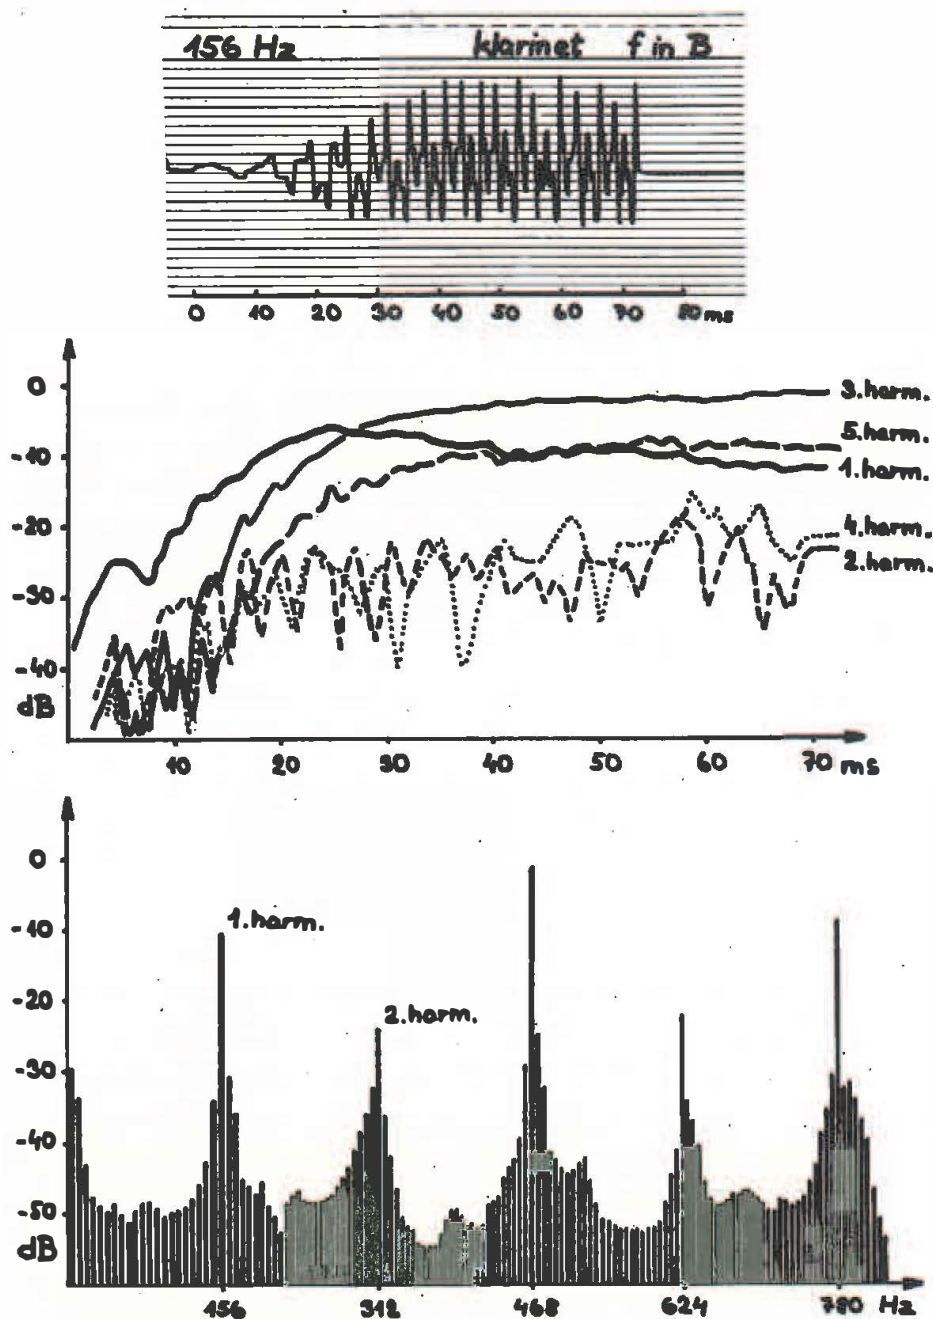 156 Hz klarinet f in B
0 10 20 30 40 50 60 70 80 ms
0
-10
-20
-30
-40
dB
3.harm.
5.harm.
1.harm.
4.harm.
2.harm.
10 20 30 40 50 60 70 ms
0
-10
-20
-30
-40
-50
dB
1.harm.
2.harm.
156 312 468 624 780 Hz